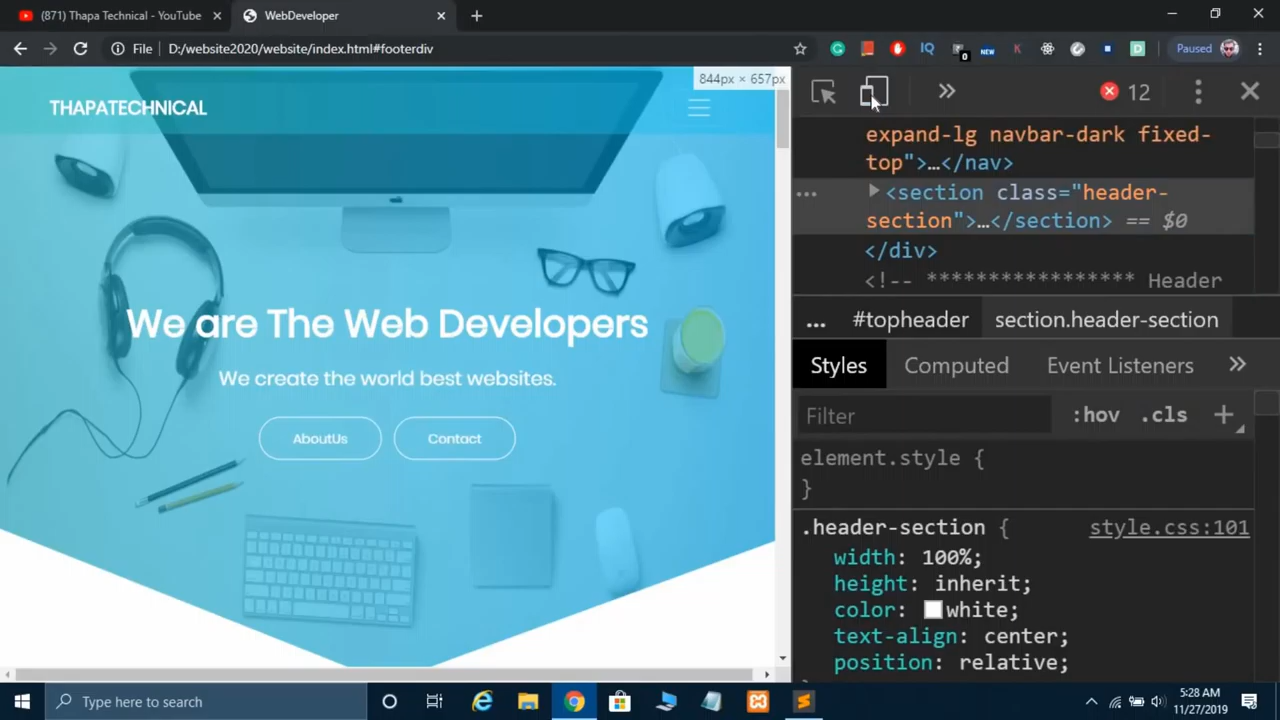 (871) Thapa Technical - YouTube
WebDeveloper
File
D:/website2020/website/index.html#footerdiv
IQ
0
NEW
K
D
Paused
844px × 657px
THAPATECHNICAL
We are The Web Developers
We create the world best websites.
AboutUs
Contact
12
expand-lg navbar-dark fixed-
top">…</nav>
<section class="header-
section">…</section> == $0
</div>
<!-- ***************** Header
... #topheader section.header-section
Styles Computed Event Listeners
Filter :hov .cls +
element.style {
}
.header-section { style.css:101
width: 100%;
height: inherit;
color: white;
text-align: center;
position: relative;
Type here to search
5:28 AM
11/27/2019